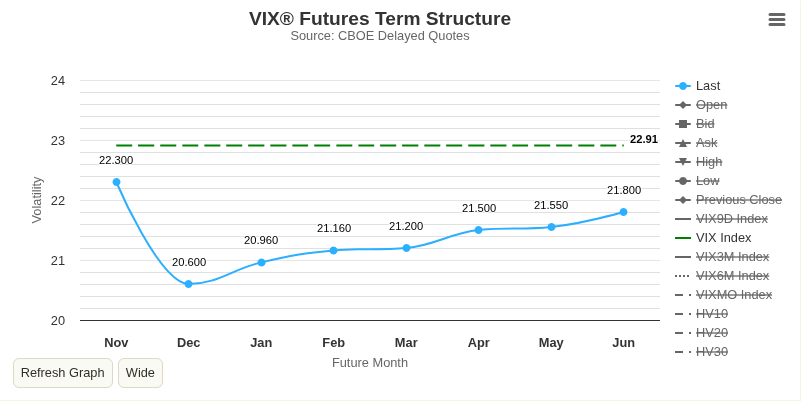 VIX® Futures Term Structure
Source: CBOE Delayed Quotes
24
23
22
21
20
Volatility
22.91
22.300
20.600
20.960
21.160
21.200
21.500
21.550
21.800
Nov Dec Jan Feb Mar Apr May Jun
Future Month
Last
Open
Bid
Ask
High
Low
Previous Close
VIX9D Index
VIX Index
VIX3M Index
VIX6M Index
VIXMO Index
HV10
HV20
HV30
Refresh Graph Wide